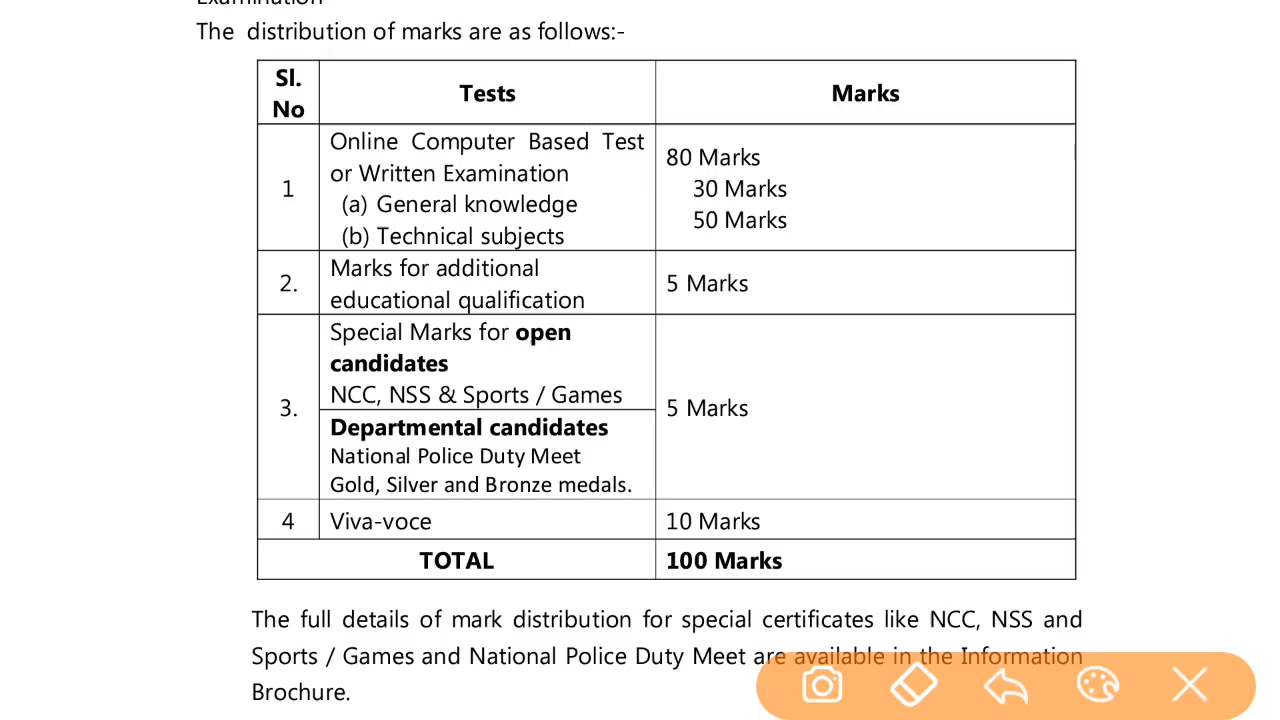 Examination
The distribution of marks are as follows:-
Sl. No
Tests
Marks
1
Online Computer Based Test
or Written Examination
(a) General knowledge
(b) Technical subjects
80 Marks
30 Marks
50 Marks
2.
Marks for additional
educational qualification
5 Marks
3.
Special Marks for open
candidates
NCC, NSS & Sports / Games
Departmental candidates
National Police Duty Meet
Gold, Silver and Bronze medals.
5 Marks
4
Viva-voce
10 Marks
TOTAL
100 Marks
The full details of mark distribution for special certificates like NCC, NSS and
Sports / Games and National Police Duty Meet are available in the Information
Brochure.